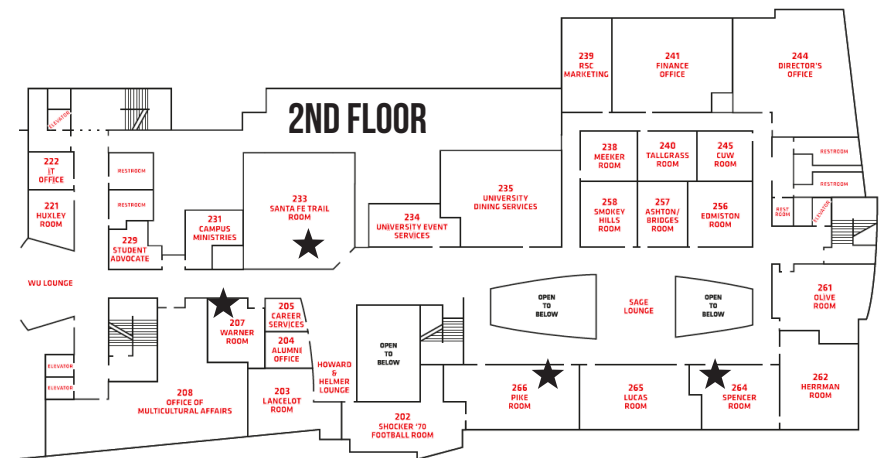 239
RSC
MARKETING
241
FINANCE
OFFICE
244
DIRECTOR'S
OFFICE
2ND FLOOR
ELEVATOR
222
IT
OFFICE
RESTROOM
221
HUXLEY
ROOM
RESTROOM
229
STUDENT
ADVOCATE
231
CAMPUS
MINISTRIES
233
SANTA FE TRAIL
ROOM
234
UNIVERSITY EVENT
SERVICES
235
UNIVERSITY
DINING SERVICES
238
MEEKER
ROOM
240
TALLGRASS
ROOM
245
CUW
ROOM
RESTROOM
RESTROOM
258
SMOKEY
HILLS
ROOM
257
ASHTON/
BRIDGES
ROOM
256
EDMISTON
ROOM
REST
ROOM
ELEVATOR
WU LOUNGE
207
WARNER
ROOM
205
CAREER
SERVICES
204
ALUMNI
OFFICE
OPEN
TO
BELOW
OPEN
TO
BELOW
SAGE
LOUNGE
OPEN
TO
BELOW
261
OLIVE
ROOM
ELEVATOR
ELEVATOR
208
OFFICE OF
MULTICULTURAL AFFAIRS
203
LANCELOT
ROOM
HOWARD
&
HELMER
LOUNGE
202
SHOCKER '70
FOOTBALL ROOM
266
PIKE
ROOM
265
LUCAS
ROOM
264
SPENCER
ROOM
262
HERRMAN
ROOM